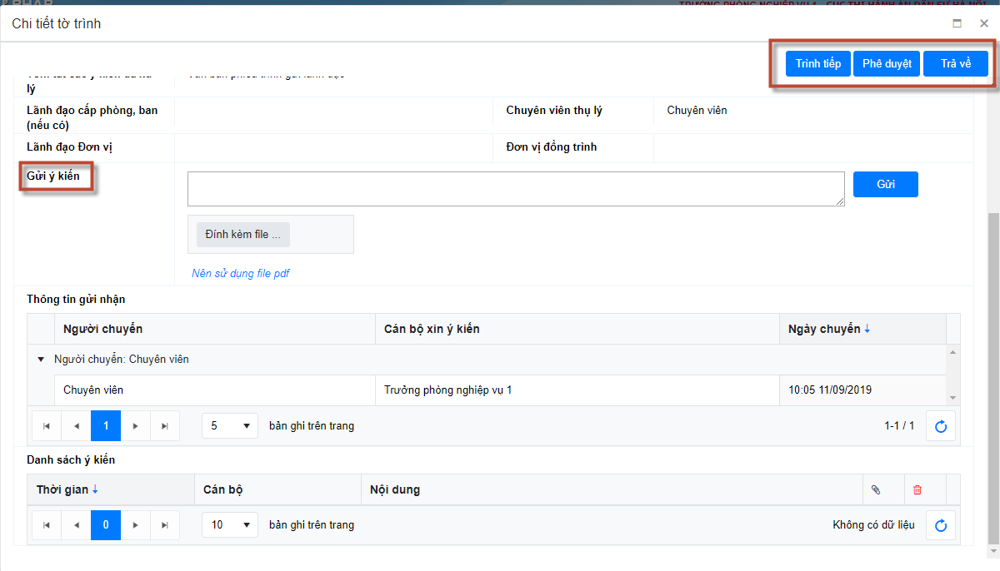 Chi tiết tờ trình
Trình tiếp Phê duyệt Trả về
lý
Lãnh đạo cấp phòng, ban (nếu có) Chuyên viên thụ lý Chuyên viên
Lãnh đạo Đơn vị Đơn vị đồng trình
Gửi ý kiến Gửi
Đính kèm file ...
Nên sử dụng file pdf
Thông tin gửi nhận
Người chuyển Cán bộ xin ý kiến Ngày chuyển
Người chuyển: Chuyên viên
Chuyên viên Trưởng phòng nghiệp vụ 1 10:05 11/09/2019
1 5 bản ghi trên trang 1-1 / 1
Danh sách ý kiến
Thời gian Cán bộ Nội dung
0 10 bản ghi trên trang Không có dữ liệu